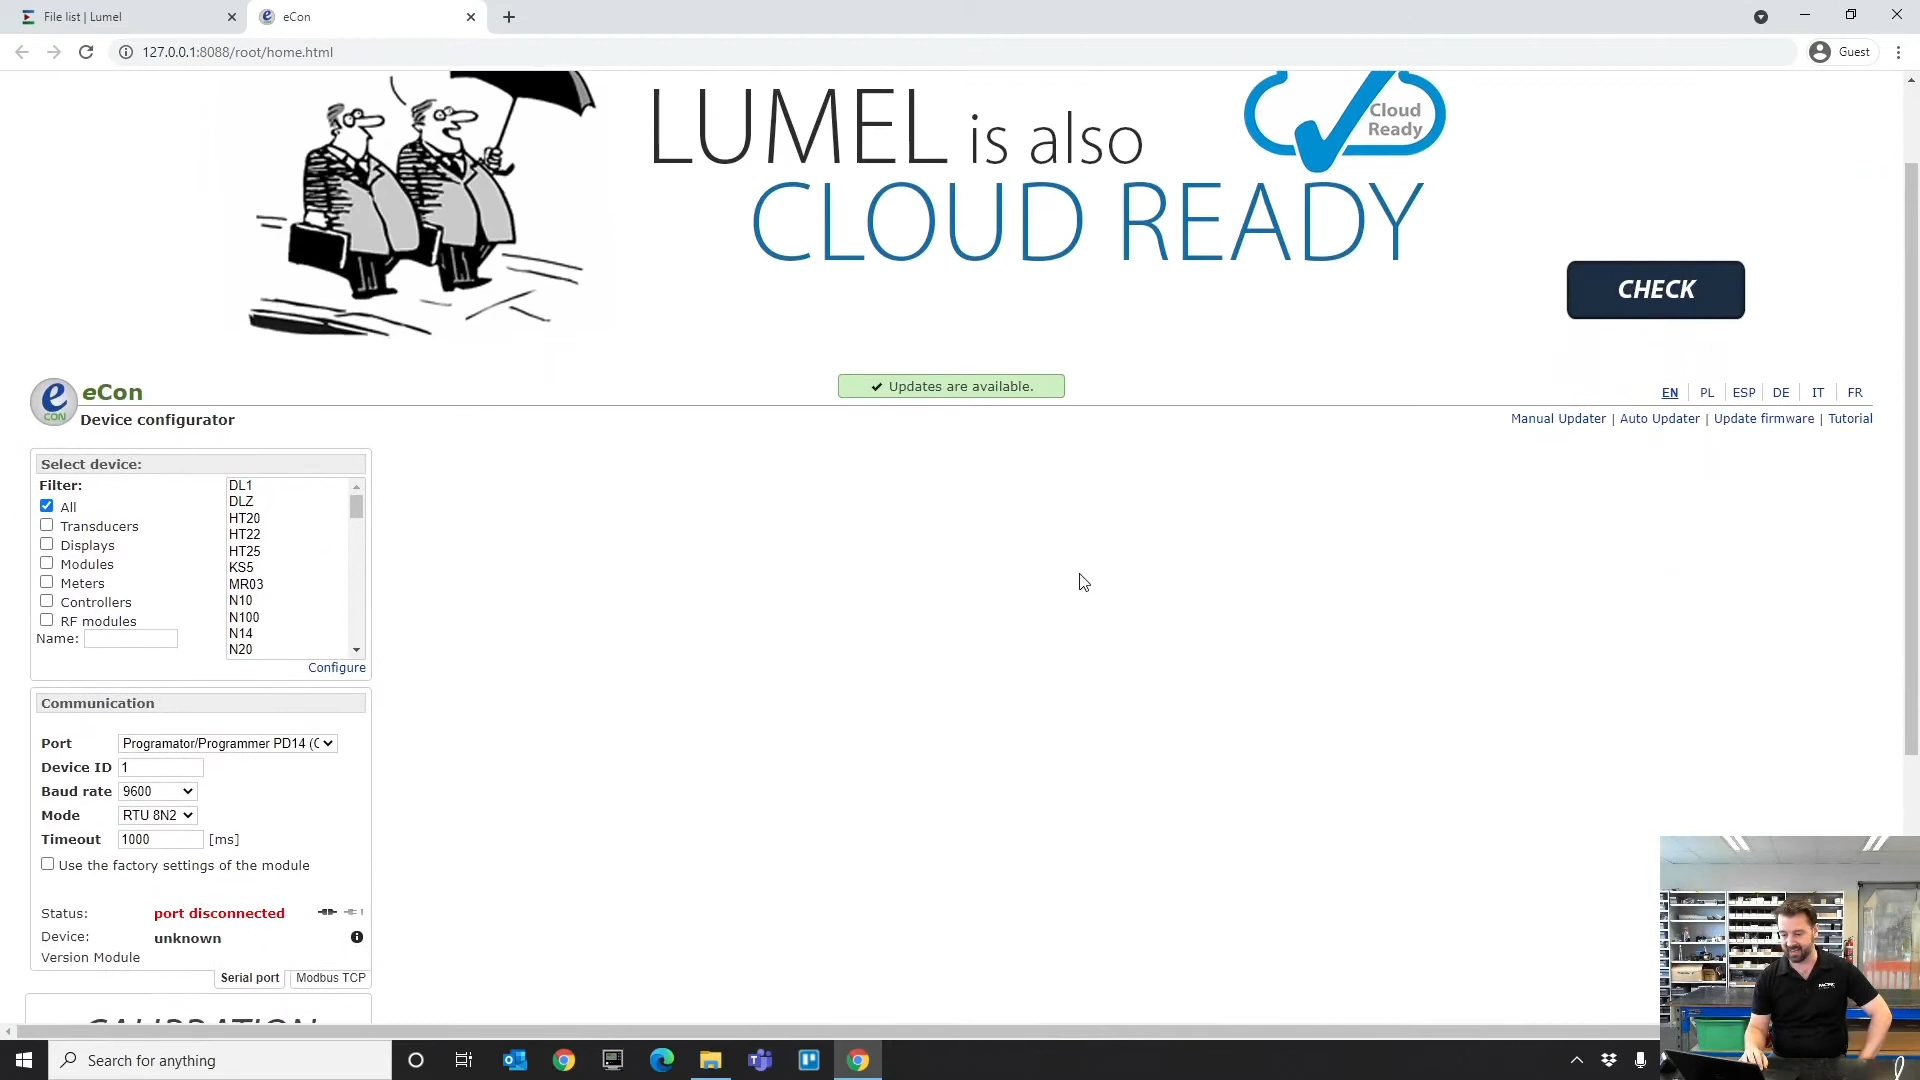 File list | Lumel
eCon
127.0.0.1:8088/root/home.html
Guest
LUMEL is also
CLOUD READY
Cloud
Ready
CHECK
e
CON
eCon
Device configurator
✔ Updates are available.
EN | PL | ESP | DE | IT | FR
Manual Updater | Auto Updater | Update firmware | Tutorial
Select device:
Filter:
All
Transducers
Displays
Modules
Meters
Controllers
RF modules
Name:
DL1
DLZ
HT20
HT22
HT25
KS5
MR03
N10
N100
N14
N20
Configure
Communication
Port Programator/Programmer PD14 (C
Device ID 1
Baud rate 9600
Mode RTU 8N2
Timeout 1000 [ms]
Use the factory settings of the module
Status: port disconnected
Device: unknown
Version Module
Serial port
Modbus TCP
CALIBRATION
Search for anything